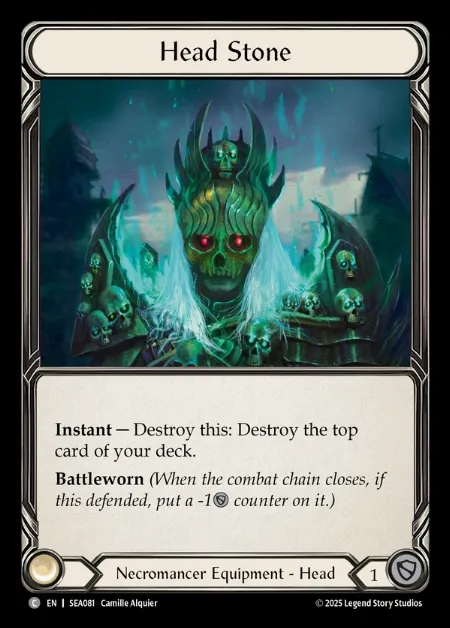 Head Stone
Instant — Destroy this: Destroy the top
card of your deck.
Battleworn (When the combat chain closes, if
this defended, put a -1 counter on it.)
Necromancer Equipment - Head
1
C EN | SEA081 Camille Alquier
© 2025 Legend Story Studios